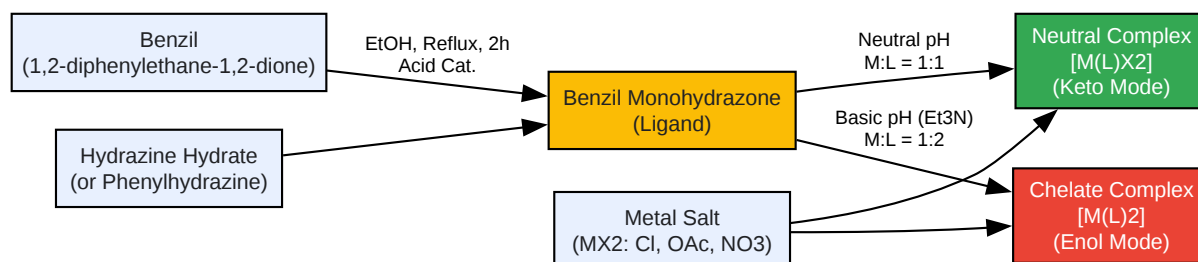 Benzil
(1,2-diphenylethane-1,2-dione)
EtOH, Reflux, 2h
Acid Cat.
Hydrazine Hydrate
(or Phenylhydrazine)
Benzil Monohydrazone
(Ligand)
Neutral pH
M:L = 1:1
Basic pH (Et3N)
M:L = 1:2
Metal Salt
(MX2: Cl, OAc, NO3)
Neutral Complex
[M(L)X2]
(Keto Mode)
Chelate Complex
[M(L)2]
(Enol Mode)